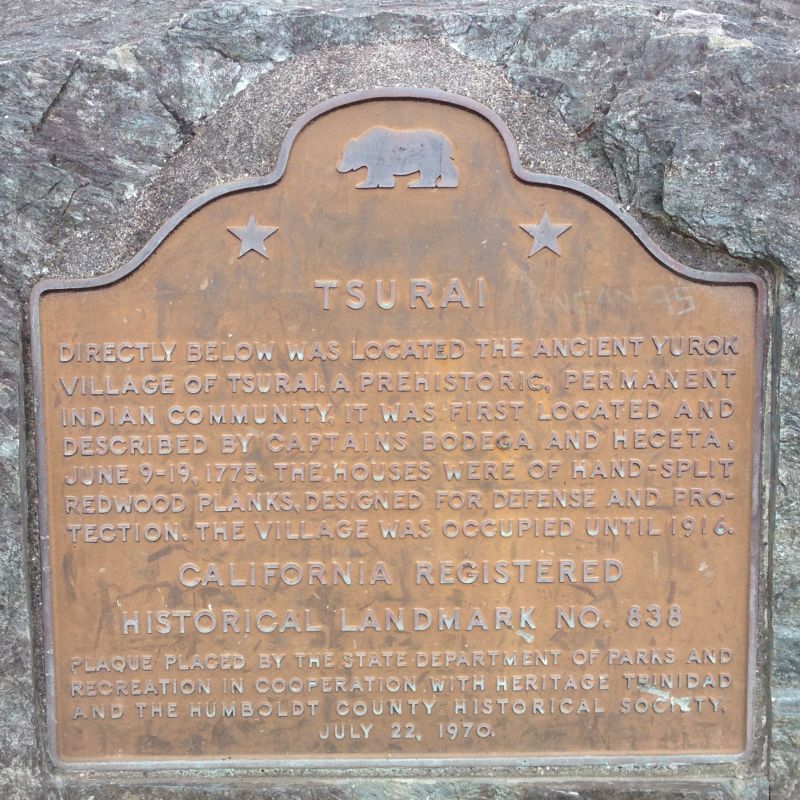 TSURAI
DIRECTLY BELOW WAS LOCATED THE ANCIENT YUROK
VILLAGE OF TSURAI. A PREHISTORIC, PERMANENT
INDIAN COMMUNITY, IT WAS FIRST LOCATED AND
DESCRIBED BY CAPTAINS BODEGA AND HECETA,
JUNE 9-19, 1775. THE HOUSES WERE OF HAND-SPLIT
REDWOOD PLANKS, DESIGNED FOR DEFENSE AND PRO-
TECTION. THE VILLAGE WAS OCCUPIED UNTIL 1916.
CALIFORNIA REGISTERED
HISTORICAL LANDMARK NO. 838
PLAQUE PLACED BY THE STATE DEPARTMENT OF PARKS AND
RECREATION IN COOPERATION WITH HERITAGE TRINIDAD
AND THE HUMBOLDT COUNTY HISTORICAL SOCIETY,
JULY 22, 1970.